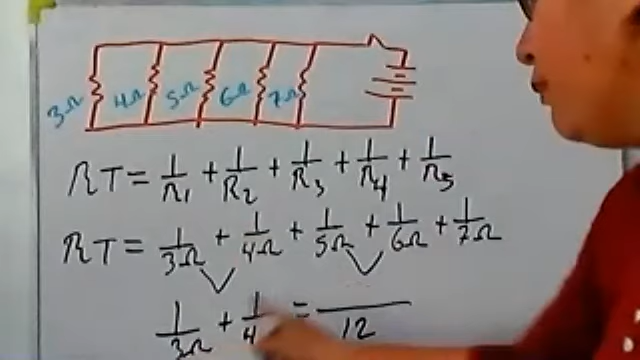 3Ω 4Ω 5Ω 6Ω 7Ω
RT = 1/R1 + 1/R2 + 1/R3 + 1/R4 + 1/R5
RT = 1/3Ω + 1/4Ω + 1/5Ω + 1/6Ω + 1/7Ω
1/3Ω + 1/4 = /12